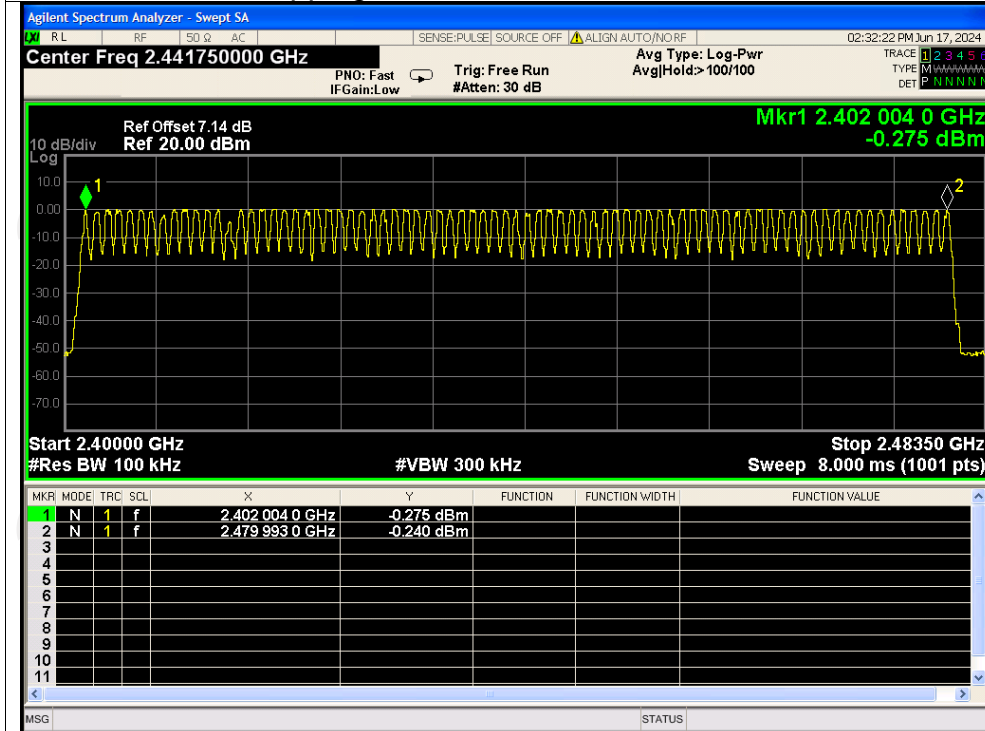 Agilent Spectrum Analyzer - Swept SA
LXI RL RF 50 Ω AC SENSE:PULSE SOURCE OFF ALIGN AUTO/NO RF 02:32:22 PM Jun 17, 2024
Center Freq 2.441750000 GHz Avg Type: Log-Pwr TRACE 1 2 3 4 5
PNO: Fast Trig: Free Run Avg|Hold:> 100/100 TYPE M
IFGain:Low #Atten: 30 dB DET P N N N N N
Mkr1 2.402 004 0 GHz
Ref Offset 7.14 dB
10 dB/div Ref 20.00 dBm -0.275 dBm
Log
10.0
1 2
0.00
-10.0
-20.0
-30.0
-40.0
-50.0
-60.0
-70.0
Start 2.40000 GHz Stop 2.48350 GHz
#Res BW 100 kHz #VBW 300 kHz Sweep 8.000 ms (1001 pts)
MKR MODE TRC SCL X Y FUNCTION FUNCTION WIDTH FUNCTION VALUE
1 N 1 f 2.402 004 0 GHz -0.275 dBm
2 N 1 f 2.479 993 0 GHz -0.240 dBm
3
4
5
6
7
8
9
10
11
MSG STATUS